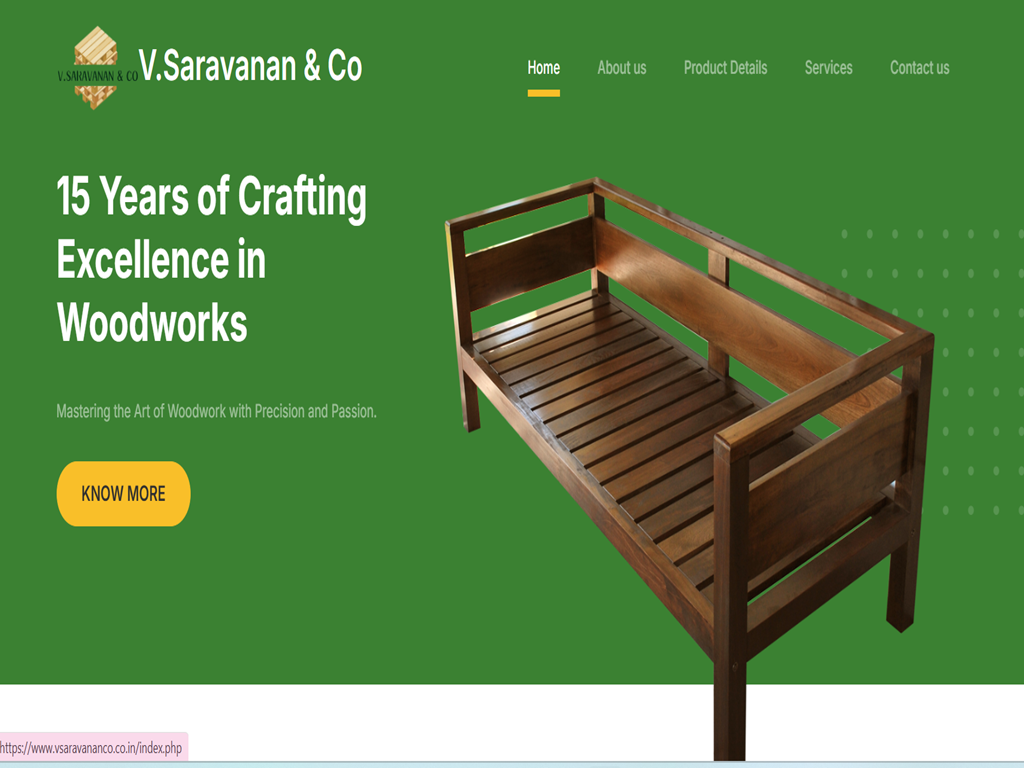 V.SARAVANAN & CO
V.Saravanan & Co
Home About us Product Details Services Contact us
15 Years of Crafting
Excellence in
Woodworks
Mastering the Art of Woodwork with Precision and Passion.
KNOW MORE
https://www.vsaravananco.co.in/index.php